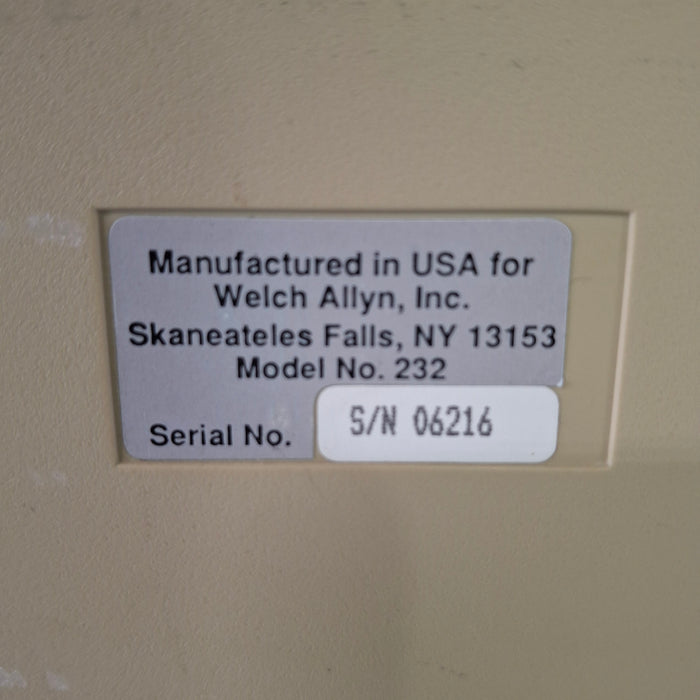 Manufactured in USA for
Welch Allyn, Inc.
Skaneateles Falls, NY 13153
Model No. 232
Serial No. S/N 06216